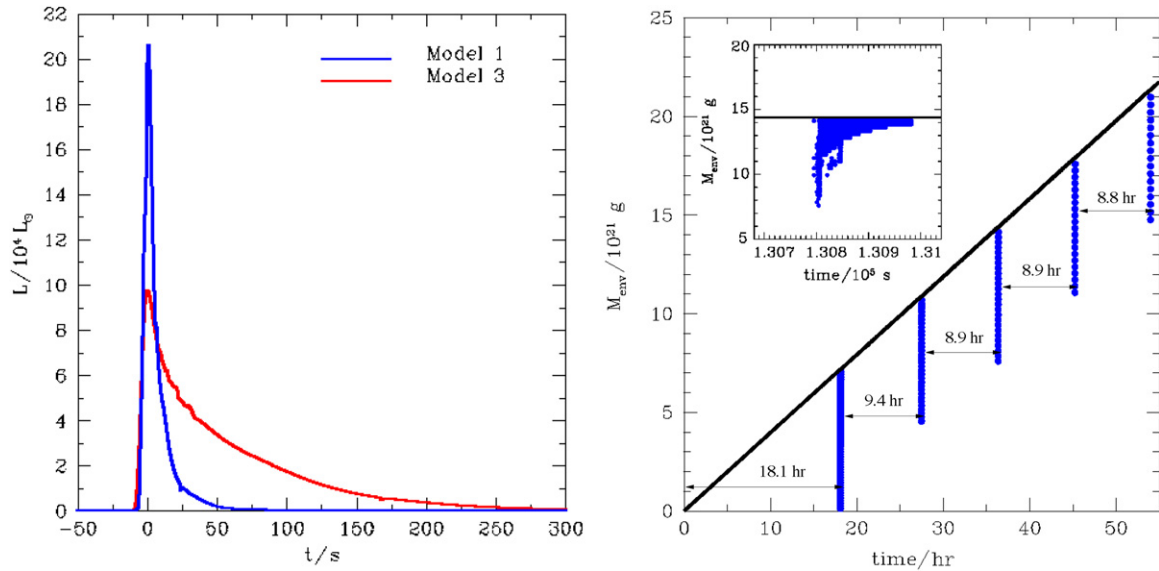 Model 1
Model 3
20
18
16
14
12
10
8
6
4
2
0
L/10⁴ L☉
-50 0 50 100 150 200 250 300
t/s
25
20
15
10
5
0
M_env/10²¹ g
20
15
10
5
M_env/10²¹ g
1.307 1.308 1.309 1.31
time/10⁵ s
8.8 hr
8.9 hr
8.9 hr
9.4 hr
18.1 hr
0 10 20 30 40 50
time/hr